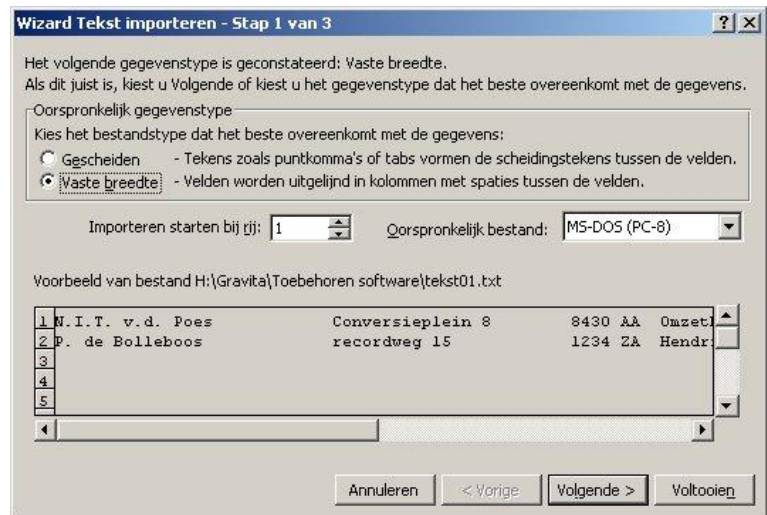 Wizard Tekst importeren - Stap 1 van 3
Het volgende gegevenstype is geconstateerd: Vaste breedte.
Als dit juist is, kiest u Volgende of kiest u het gegevenstype dat het beste overeenkomt met de gegevens.
Oorspronkelijk gegevenstype
Kies het bestandstype dat het beste overeenkomt met de gegevens:
Gescheiden - Tekens zoals puntkomma's of tabs vormen de scheidingstekens tussen de velden.
Vaste breedte - Velden worden uitgelijnd in kolommen met spaties tussen de velden.
Importeren starten bij rij: 1 Oorspronkelijk bestand: MS-DOS (PC-8)
Voorbeeld van bestand H:\Gravita\Toebehoren software\tekst01.txt
1 N.I.T. v.d. Poes Conversieplein 8 8430 AA Omzetl
2 P. de Bolleboos recordweg 15 1234 ZA Hendr
3
4
5
Annuleren < Vorige Volgende > Voltooien